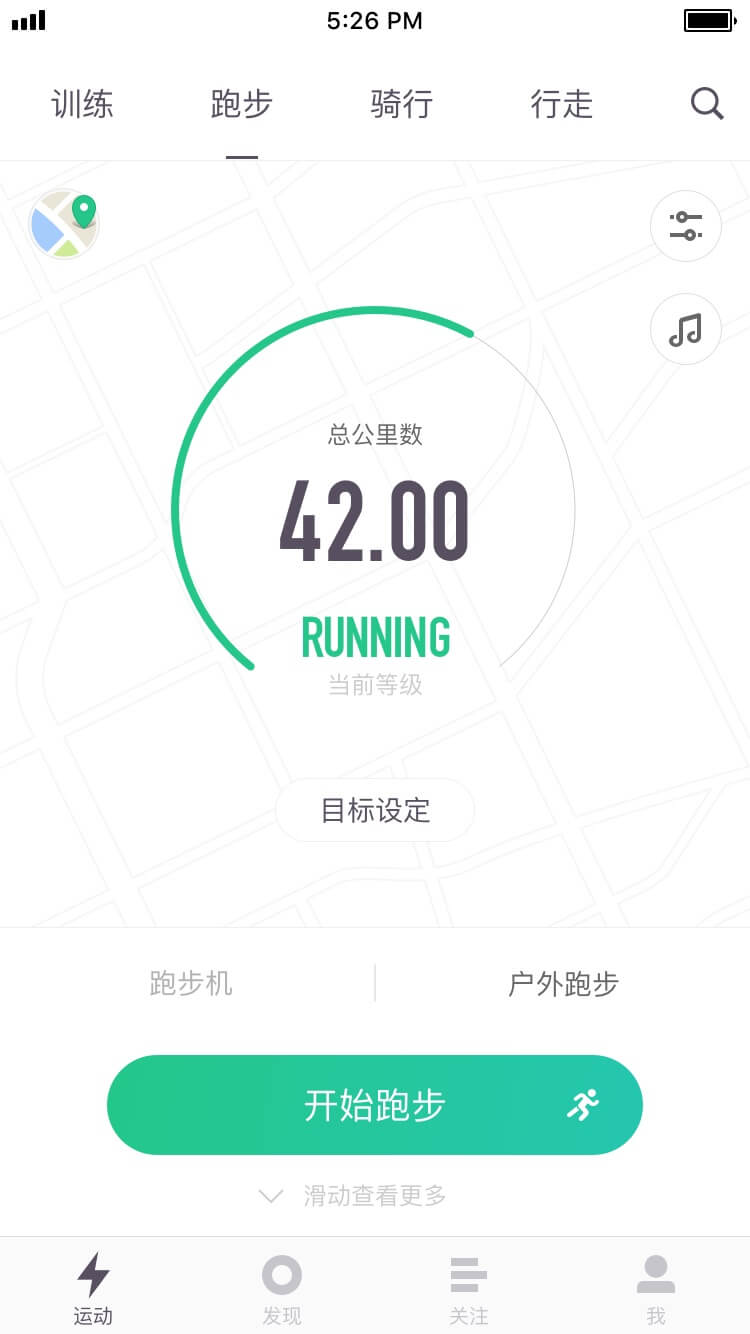 5:26 PM
训练 跑步 骑行 行走
总公里数
42.00
RUNNING
当前等级
目标设定
跑步机 户外跑步
开始跑步
滑动查看更多
运动 发现 关注 我